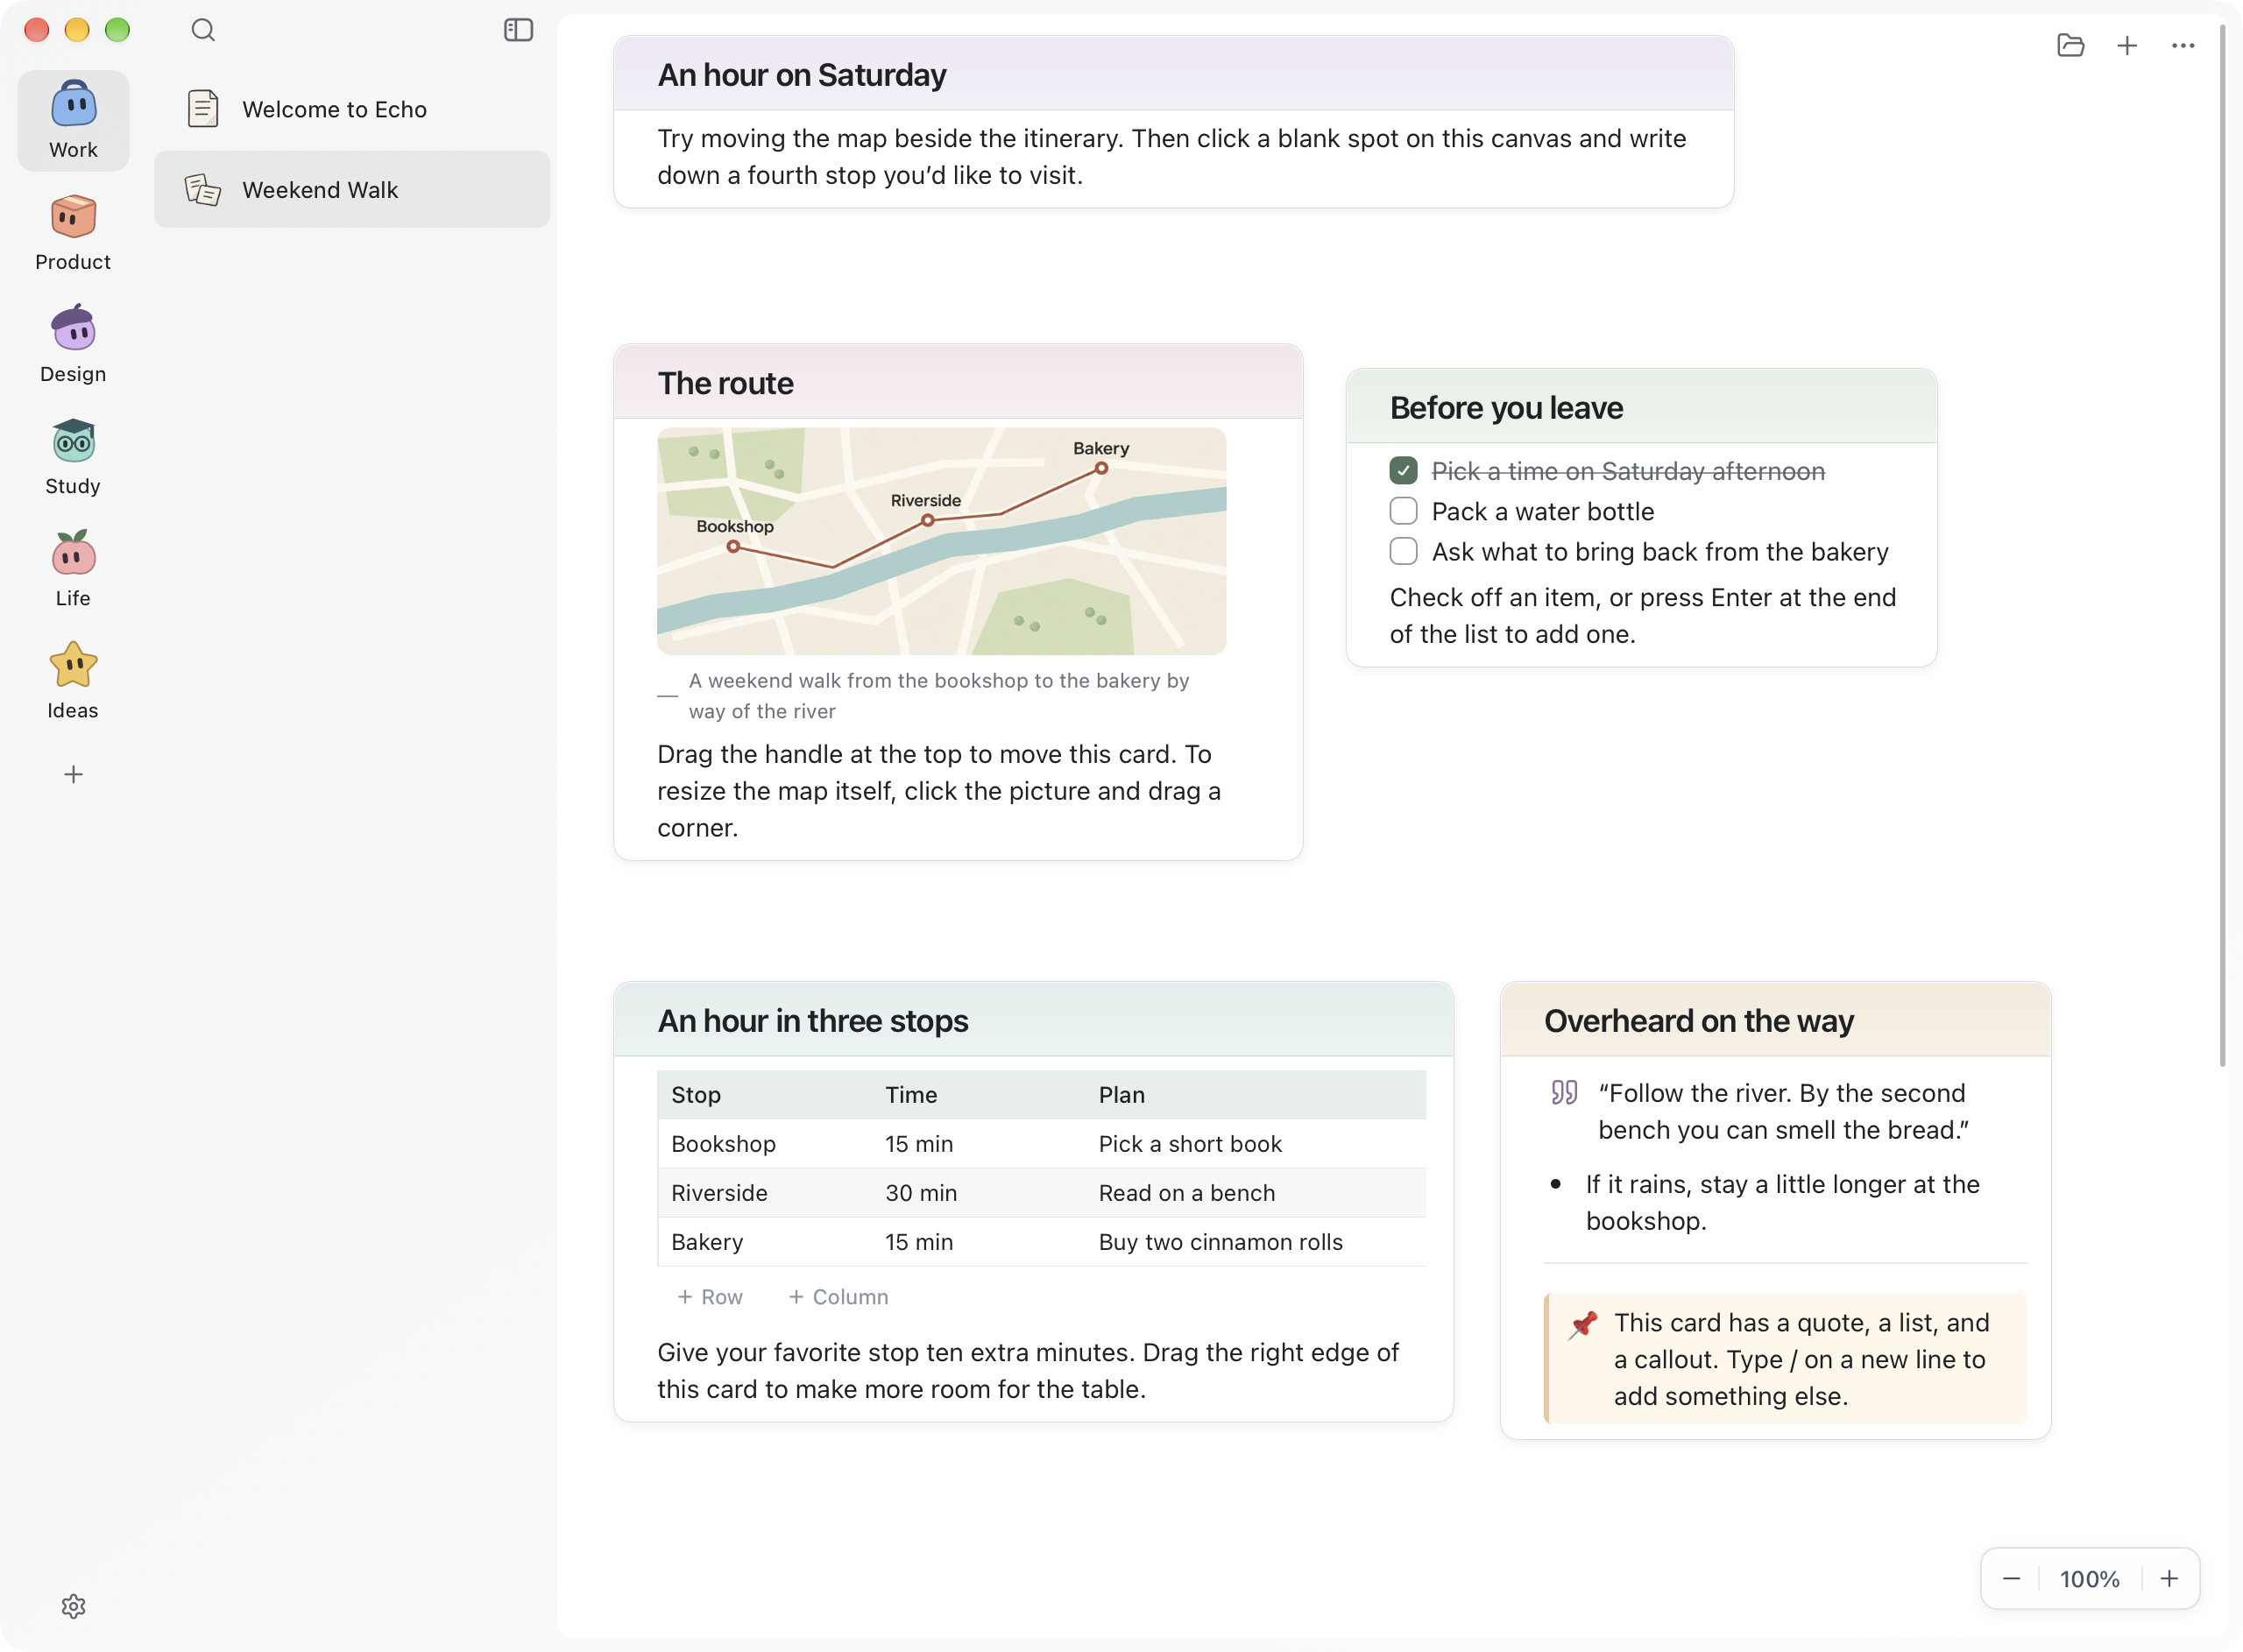 Work
Product
Design
Study
Life
Ideas
Welcome to Echo
Weekend Walk
An hour on Saturday
Try moving the map beside the itinerary. Then click a blank spot on this canvas and write
down a fourth stop you’d like to visit.
The route
Bakery
Riverside
Bookshop
A weekend walk from the bookshop to the bakery by
way of the river
Drag the handle at the top to move this card. To
resize the map itself, click the picture and drag a
corner.
Before you leave
Pick a time on Saturday afternoon
Pack a water bottle
Ask what to bring back from the bakery
Check off an item, or press Enter at the end
of the list to add one.
An hour in three stops
Stop Time Plan
Bookshop 15 min Pick a short book
Riverside 30 min Read on a bench
Bakery 15 min Buy two cinnamon rolls
+ Row + Column
Give your favorite stop ten extra minutes. Drag the right edge of
this card to make more room for the table.
Overheard on the way
“Follow the river. By the second
bench you can smell the bread.”
• If it rains, stay a little longer at the
bookshop.
This card has a quote, a list, and
a callout. Type / on a new line to
add something else.
100%